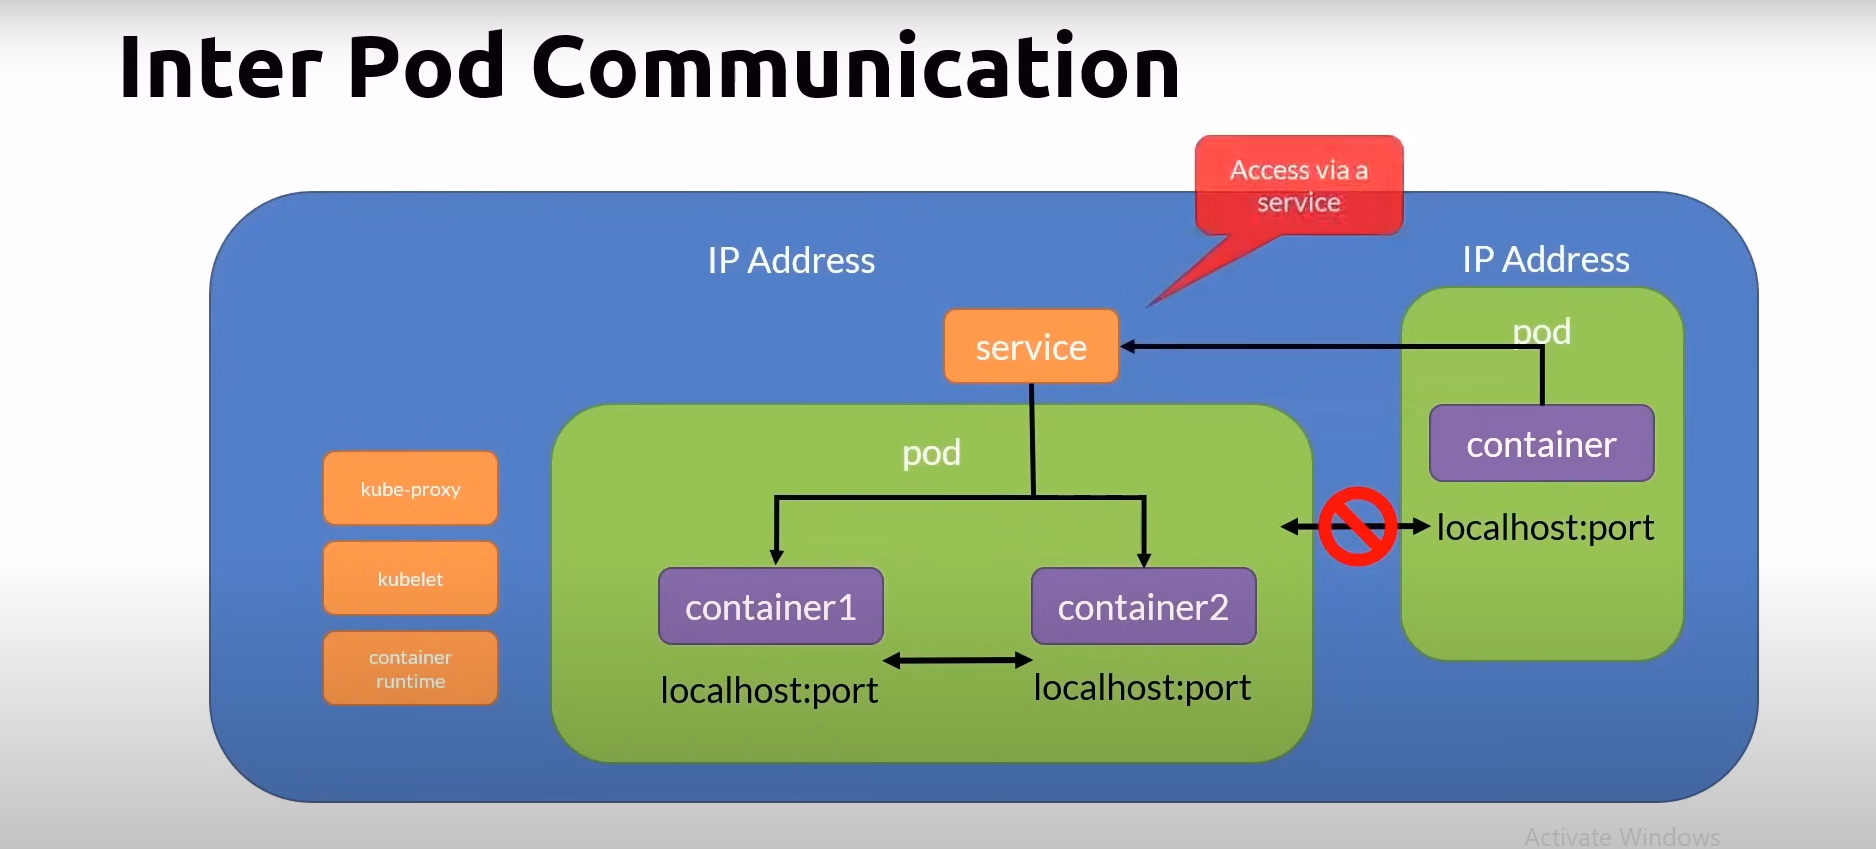 Inter Pod Communication
Access via a
service
IP Address
IP Address
service
pod
pod
container
kube-proxy
localhost:port
kubelet
container1
container2
container
runtime
localhost:port
localhost:port
Activate Windows